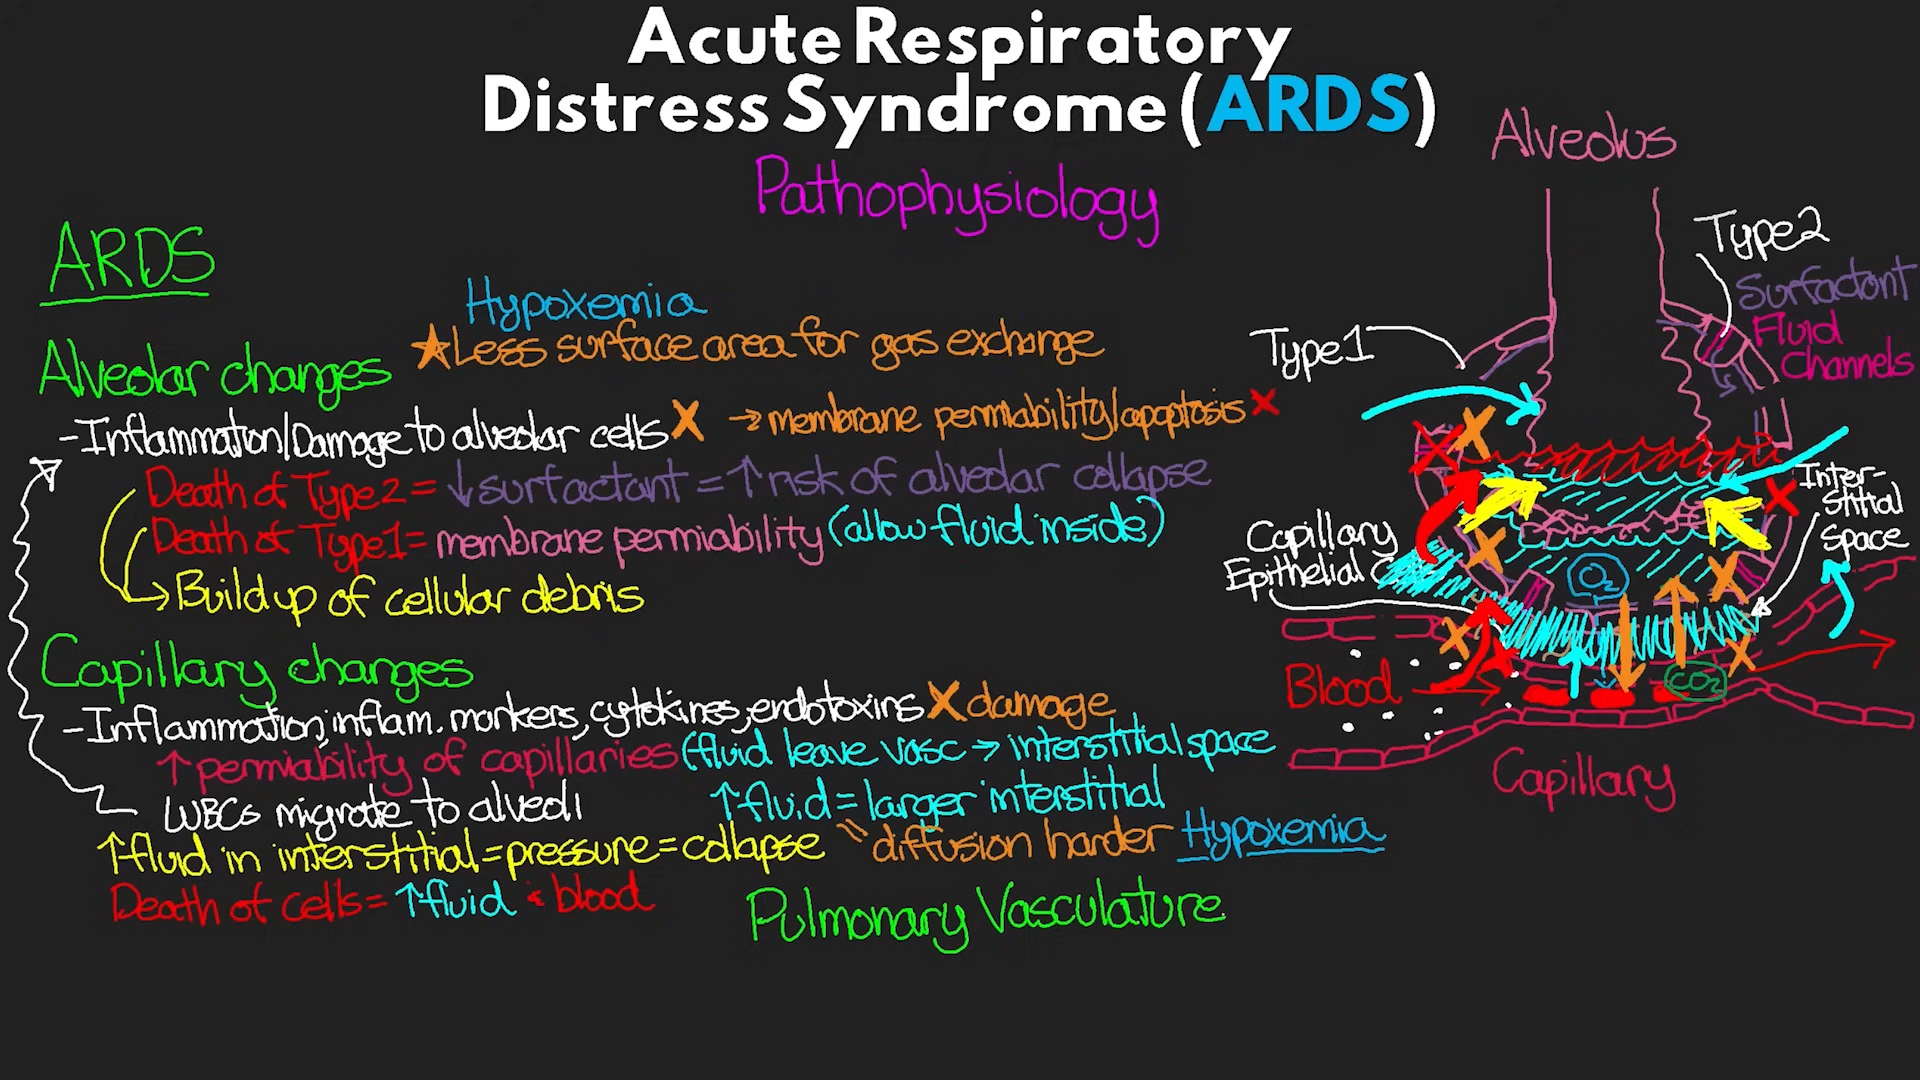 Acute Respiratory
Distress Syndrome (ARDS)
Pathophysiology
ARDS
Hypoxemia
★Less surface area for gas exchange
Alveolar changes
-Inflammation/Damage to alveolar cells X → membrane permiability/apoptosis X
Death of Type2 = ↓surfactant = ↑risk of alveolar collapse
Death of Type1 = membrane permiability (allow fluid inside)
→ Buildup of cellular debris
Capillary changes
-Inflammation, inflam. markers, cytokines, endotoxins X damage
↑permiability of capillaries (fluid leave vasc → interstitial space
WBCs migrate to alveoli
↑fluid = larger interstitial
↑fluid in interstitial = pressure = collapse
diffusion harder Hypoxemia
Death of cells = ↑fluid & blood
Pulmonary Vasculature
Alveolus
Type2
Surfactant
Fluid
Channels
Type1
Inter-
stitial
space
Capillary
Epithelial
O2
CO2
Blood
Capillary